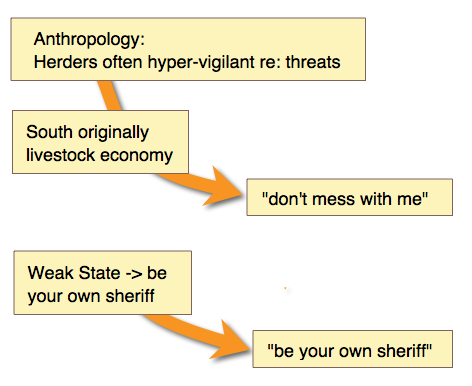 Anthropology:
Herders often hyper-vigilant re: threats
South originally
livestock economy
"don't mess with me"
Weak State -> be
your own sheriff
"be your own sheriff"